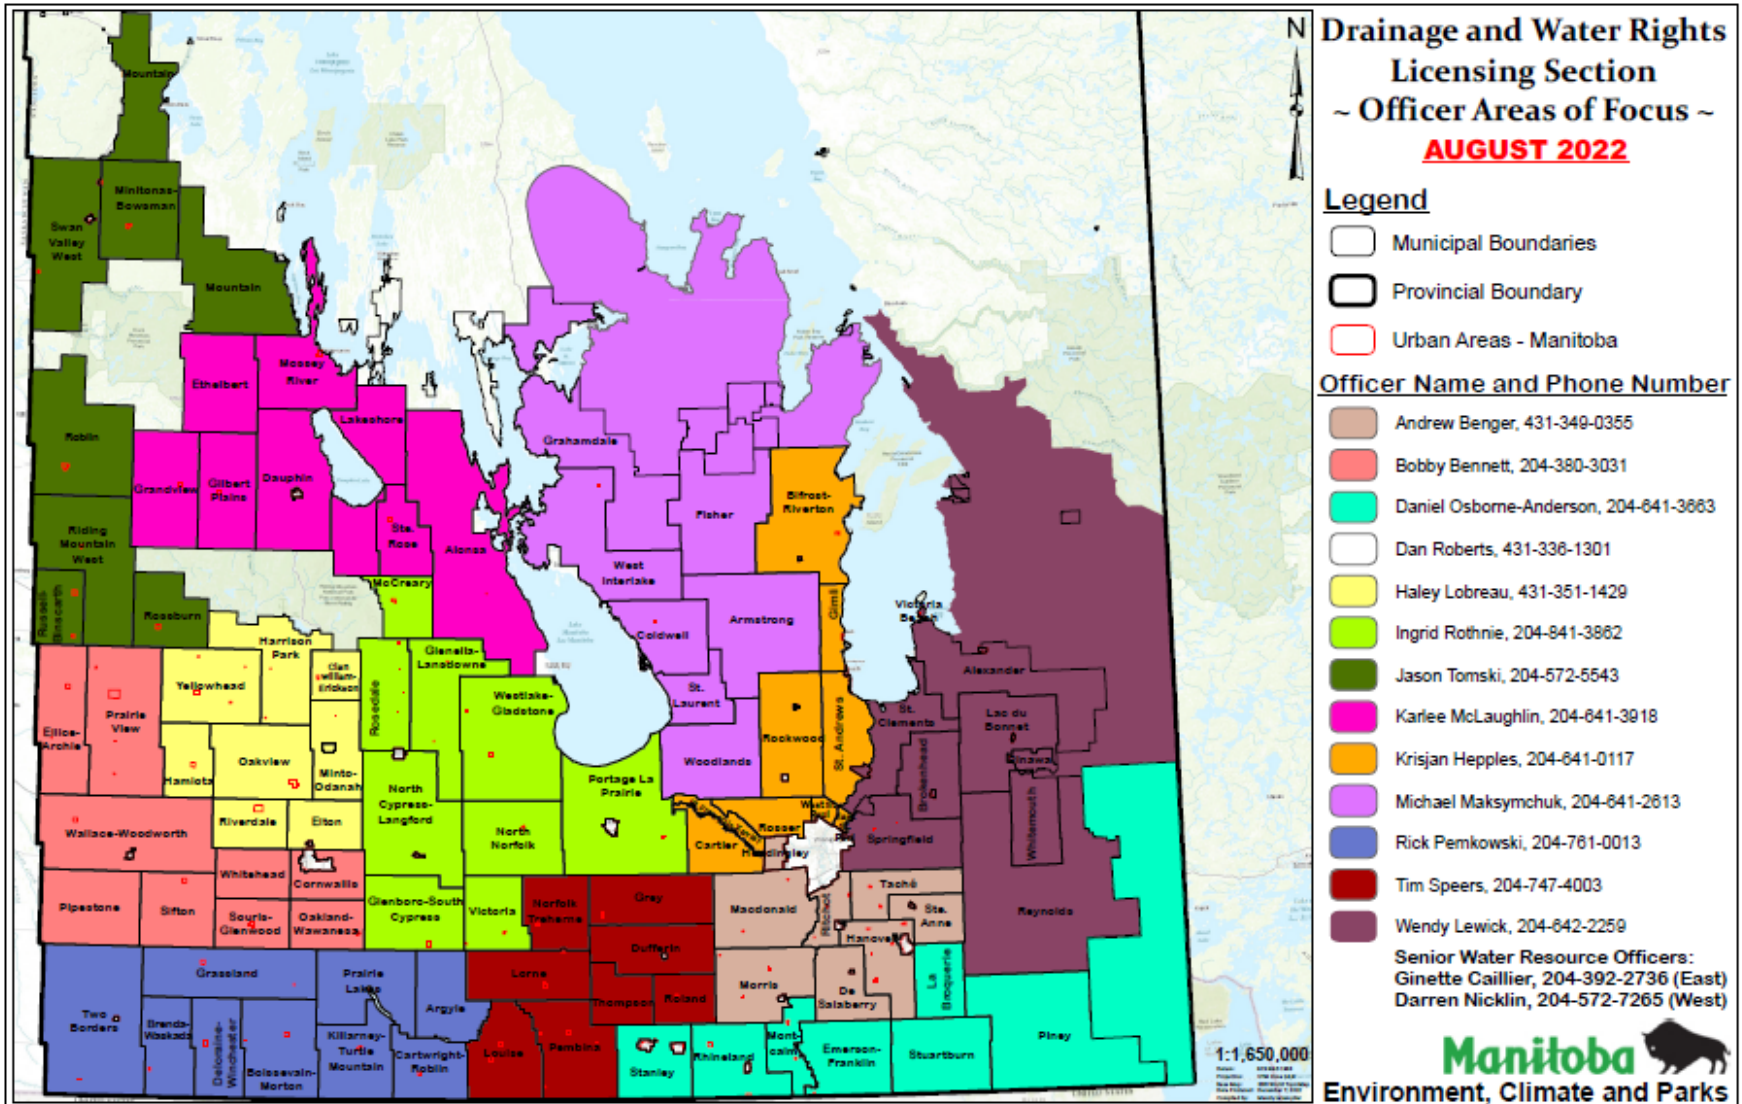 N
Drainage and Water Rights
Licensing Section
~ Officer Areas of Focus ~
AUGUST 2022
Legend
Municipal Boundaries
Provincial Boundary
Urban Areas - Manitoba
Officer Name and Phone Number
Andrew Benger, 431-349-0355
Bobby Bennett, 204-380-3031
Daniel Osborne-Anderson, 204-641-3663
Dan Roberts, 431-336-1301
Haley Lobreau, 431-351-1429
Ingrid Rothnie, 204-841-3862
Jason Tomski, 204-572-5543
Karlee McLaughlin, 204-641-3918
Krisjan Hepples, 204-641-0117
Michael Maksymchuk, 204-641-2613
Rick Pemkowski, 204-761-0013
Tim Speers, 204-747-4003
Wendy Lewick, 204-642-2259
Senior Water Resource Officers:
Ginette Caillier, 204-392-2736 (East)
Darren Nicklin, 204-572-7265 (West)
Manitoba
Environment, Climate and Parks
1:1,650,000
Mountain
Minitonas-
Bowsman
Swan
Valley
West
Mountain
Mossey
River
Ethelbert
Lakeshore
Roblin
Grandview
Gilbert
Plains
Dauphin
Grahamdale
Ste.
Rose
Alonsa
Fisher
Bifrost-
Riverton
Riding
Mountain
West
West
Interlake
McCreary
Russell
Binscarth
Rossburn
Armstrong
Gimli
Victoria
Beach
Harrison
Park
Coldwell
Glenella-
Lansdowne
Clan
william-
Erickson
Alexander
Yellowhead
Rosedale
Westlake-
Gladstone
St.
Laurent
St.
Clements
Lac du
Bonnet
Prairie
View
Ellice-
Archie
Rockwood
St. Andrews
Oakview
Woodlands
Hamiota
Minto-
Odanah
Portage La
Prairie
Brokenhead
North
Cypress-
Langford
Whitemouth
Riverdale
Elton
Rosser
Wallace-Woodworth
North
Norfolk
Cartier
Headingley
Springfield
Whitehead
Cornwallis
Taché
Pipestone
Sifton
Souris-
Glenwood
Oakland-
Wawanesa
Glenboro-South
Cypress
Victoria
Norfolk
Treherne
Grey
Macdonald
Ritchot
Ste.
Anne
Reynolds
Hanover
Dufferin
Grassland
Prairie
Lakes
Lorne
La
Broquerie
Morris
De
Salaberry
Thompson
Roland
Argyle
Two
Borders
Brenda-
Waskada
Deloraine-
Winchester
Boissevain-
Morton
Killarney-
Turtle
Mountain
Cartwright-
Roblin
Louise
Pembina
Stanley
Rhineland
Mont-
calm
Emerson-
Franklin
Stuartburn
Piney